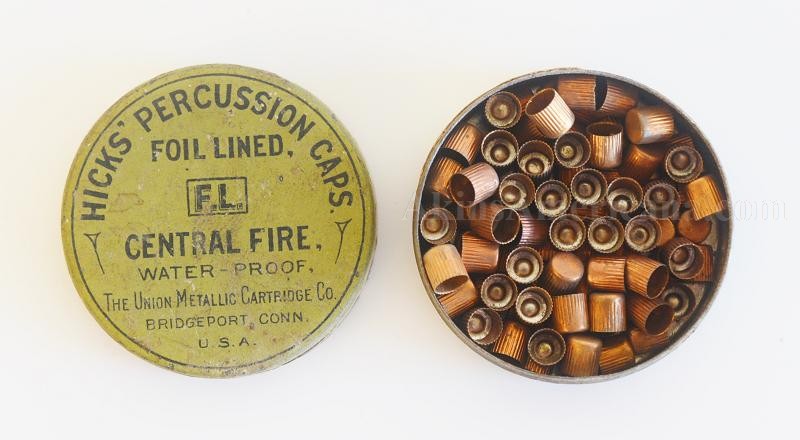 HICKS' PERCUSSION CAPS.
FOIL LINED,
F.L.
CENTRAL FIRE,
WATER-PROOF,
THE UNION METALLIC CARTRIDGE CO.
BRIDGEPORT, CONN.
U.S.A.